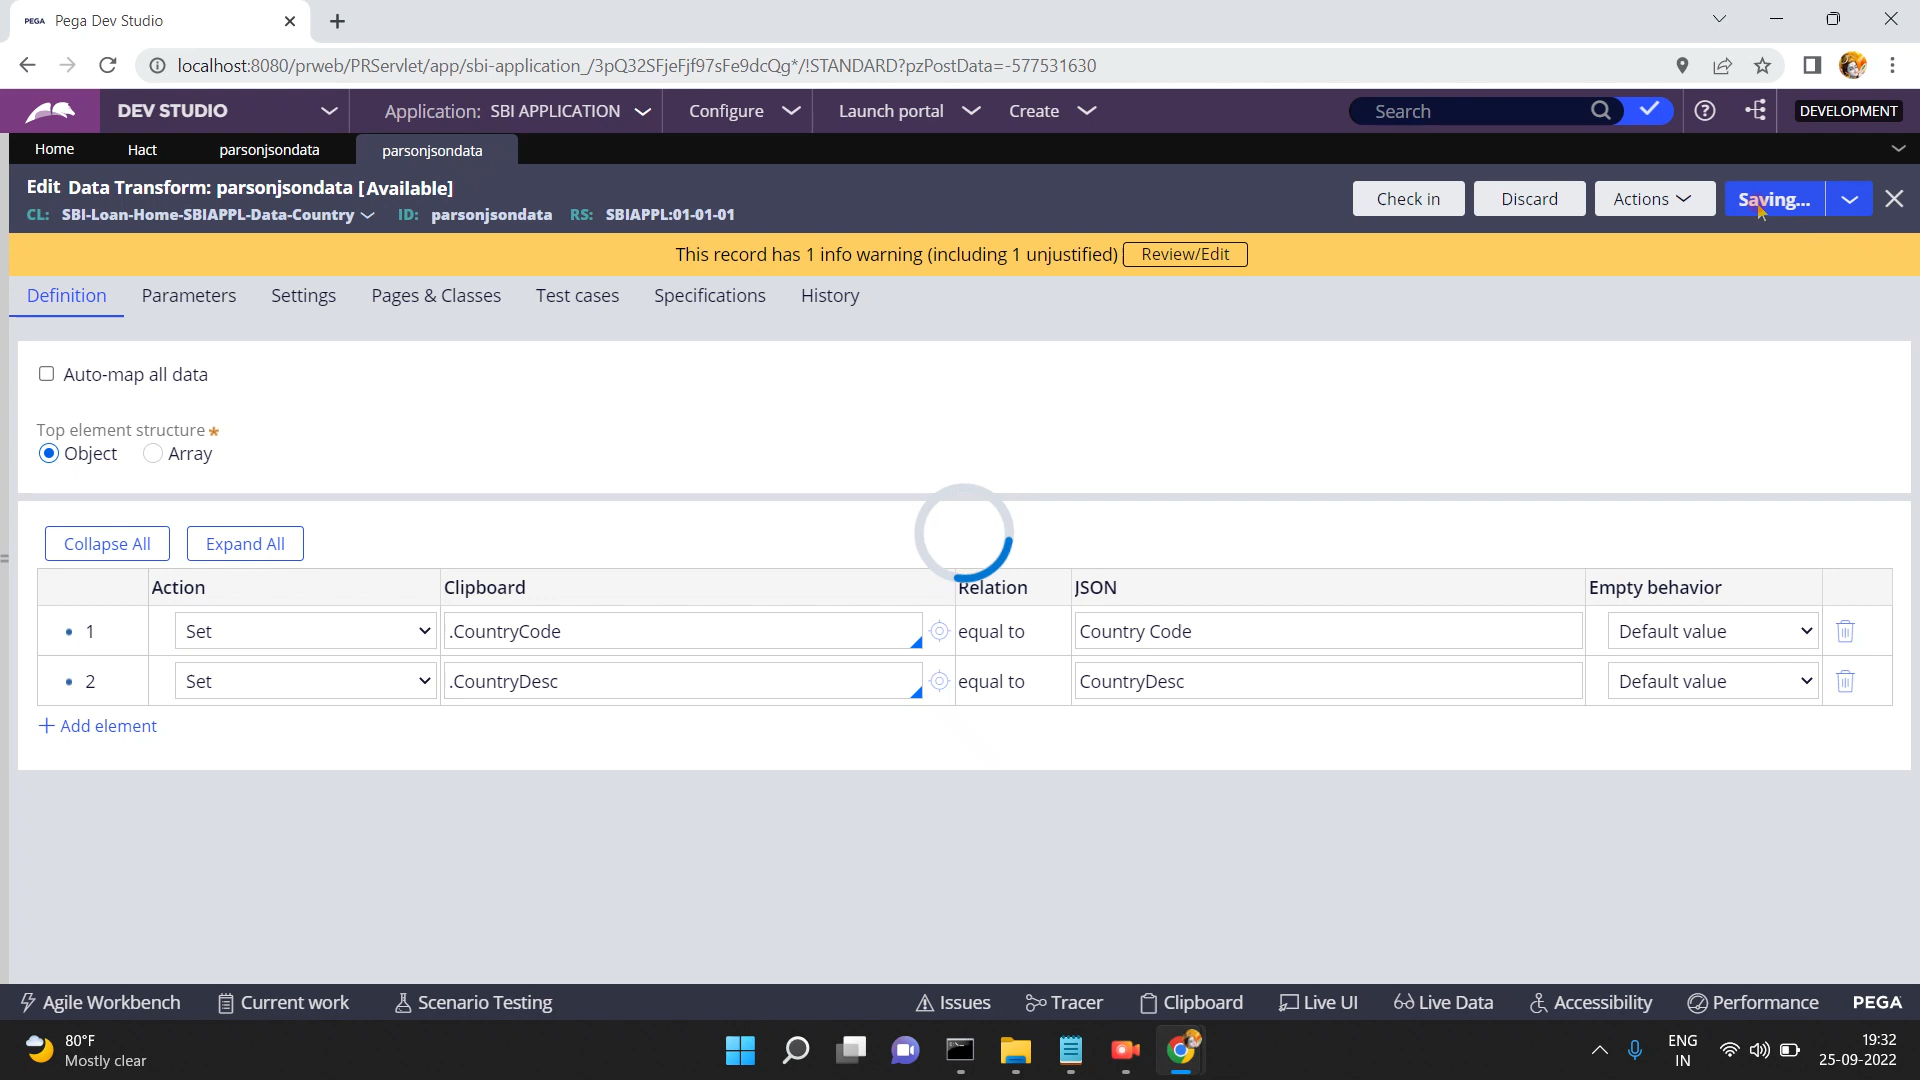 PEGA Pega Dev Studio
localhost:8080/prweb/PRServlet/app/sbi-application_/3pQ32SFjeFjf97sFe9dcQg*/!STANDARD?pzPostData=-577531630
DEV STUDIO Application: SBI APPLICATION Configure Launch portal Create Search DEVELOPMENT
Home Hact parsonjsondata parsonjsondata
Edit Data Transform: parsonjsondata [Available]
CL: SBI-Loan-Home-SBIAPPL-Data-Country ID: parsonjsondata RS: SBIAPPL:01-01-01
Check in Discard Actions Saving...
This record has 1 info warning (including 1 unjustified) Review/Edit
Definition Parameters Settings Pages & Classes Test cases Specifications History
Auto-map all data
Top element structure★
Object Array
Collapse All Expand All
Action Clipboard Relation JSON Empty behavior
• 1 Set .CountryCode equal to Country Code Default value
• 2 Set .CountryDesc equal to CountryDesc Default value
+ Add element
Agile Workbench Current work Scenario Testing Issues Tracer Clipboard Live UI Live Data Accessibility Performance PEGA
80°F
Mostly clear
ENG
IN
19:32
25-09-2022